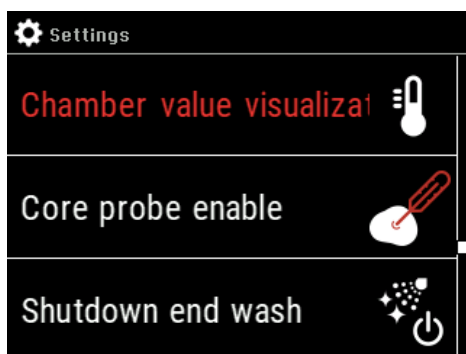 Settings
Chamber value visualizat
Core probe enable
Shutdown end wash